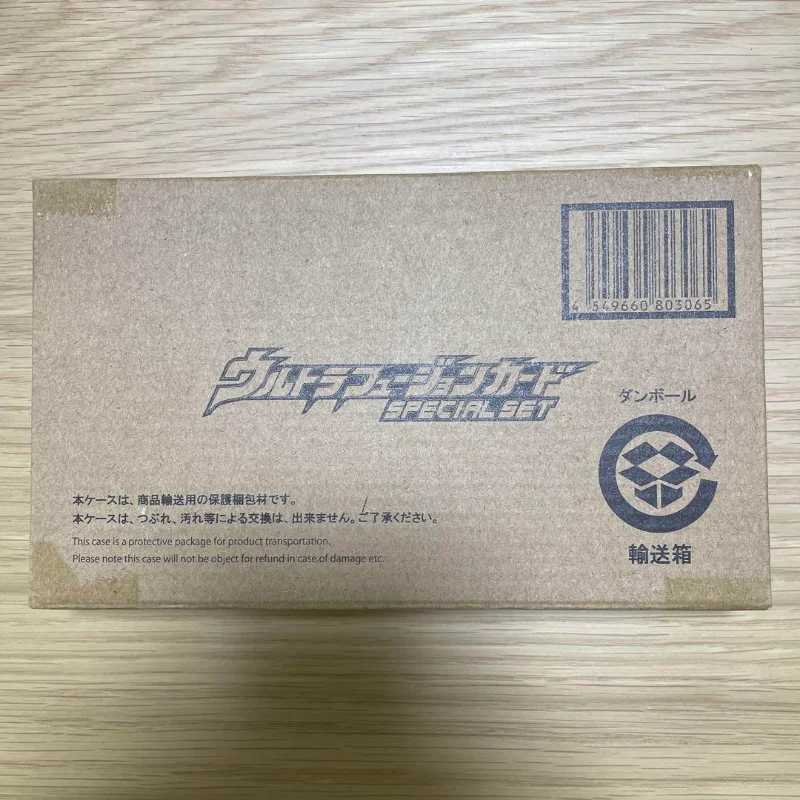 4 549660 803065
ウルトラフュージョンカード
SPECIAL SET
ダンボール
輸送箱
本ケースは、商品輸送用の保護梱包材です。
本ケースは、つぶれ、汚れ等による交換は、出来ません。ご了承ください。
This case is a protective package for product transportation.
Please note this case will not be object for refund in case of damage etc.